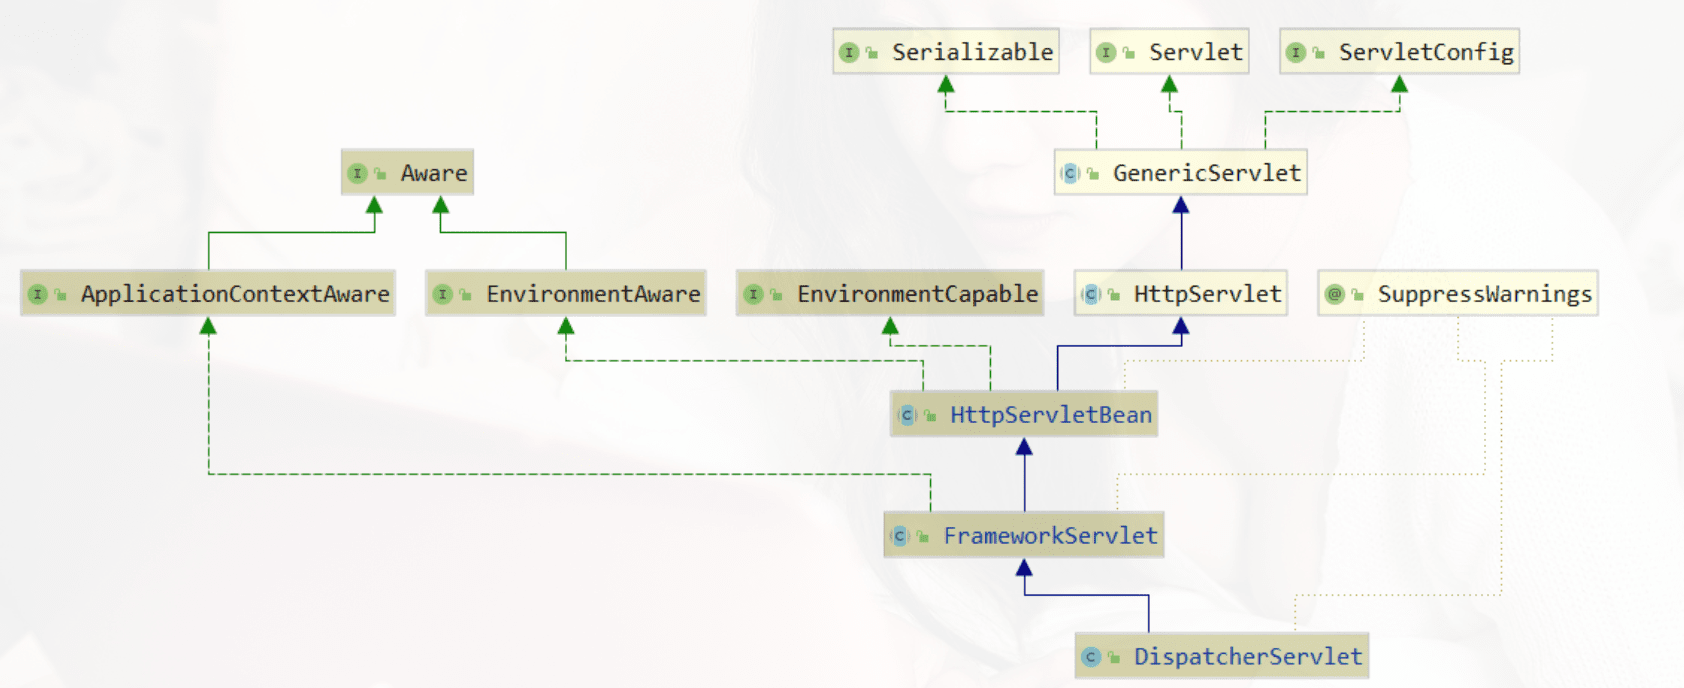 Serializable
Servlet
ServletConfig
Aware
GenericServlet
ApplicationContextAware
EnvironmentAware
EnvironmentCapable
HttpServlet
@ SuppressWarnings
HttpServletBean
FrameworkServlet
DispatcherServlet